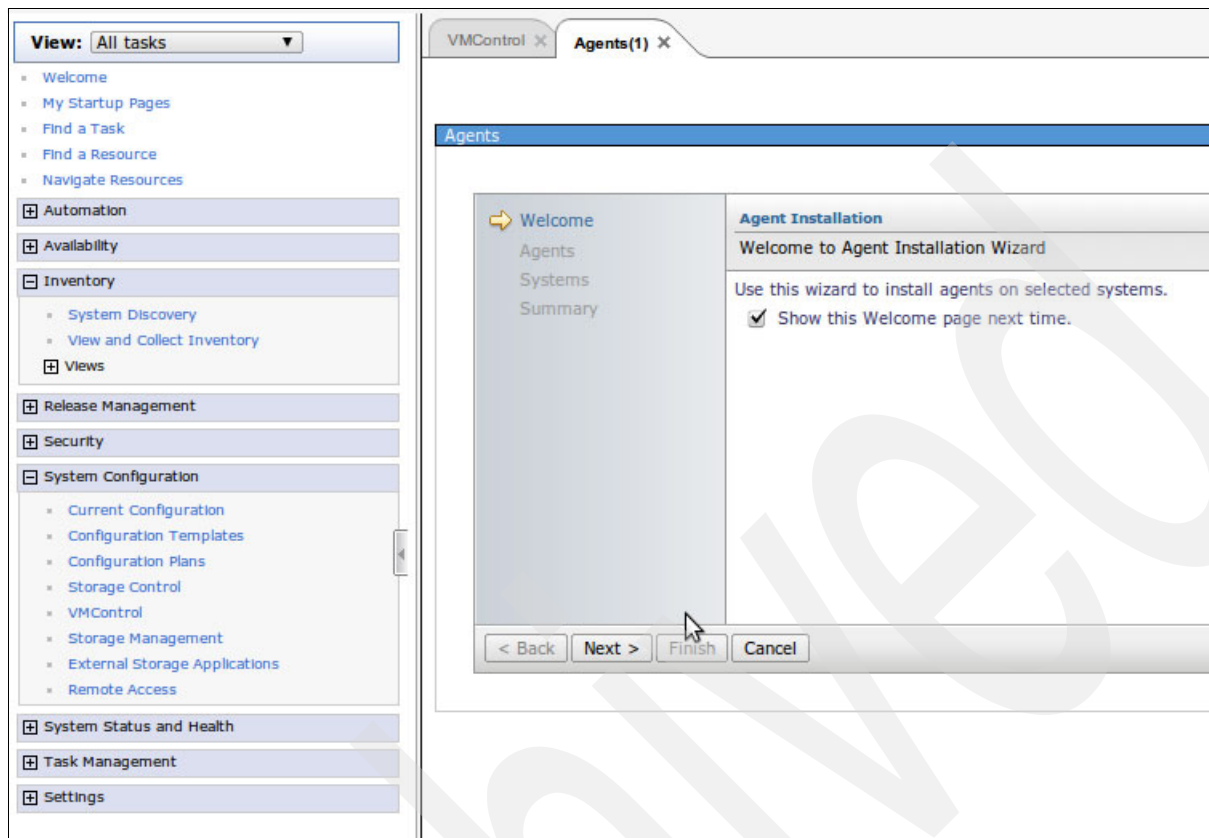 View: All tasks
Welcome
My Startup Pages
Find a Task
Find a Resource
Navigate Resources
Automation
Availability
Inventory
System Discovery
View and Collect Inventory
Views
Release Management
Security
System Configuration
Current Configuration
Configuration Templates
Configuration Plans
Storage Control
VMControl
Storage Management
External Storage Applications
Remote Access
System Status and Health
Task Management
Settings
VMControl Agents(1)
Agents
Welcome
Agents
Systems
Summary
Agent Installation
Welcome to Agent Installation Wizard
Use this wizard to install agents on selected systems.
Show this Welcome page next time.
< Back Next > Finish Cancel